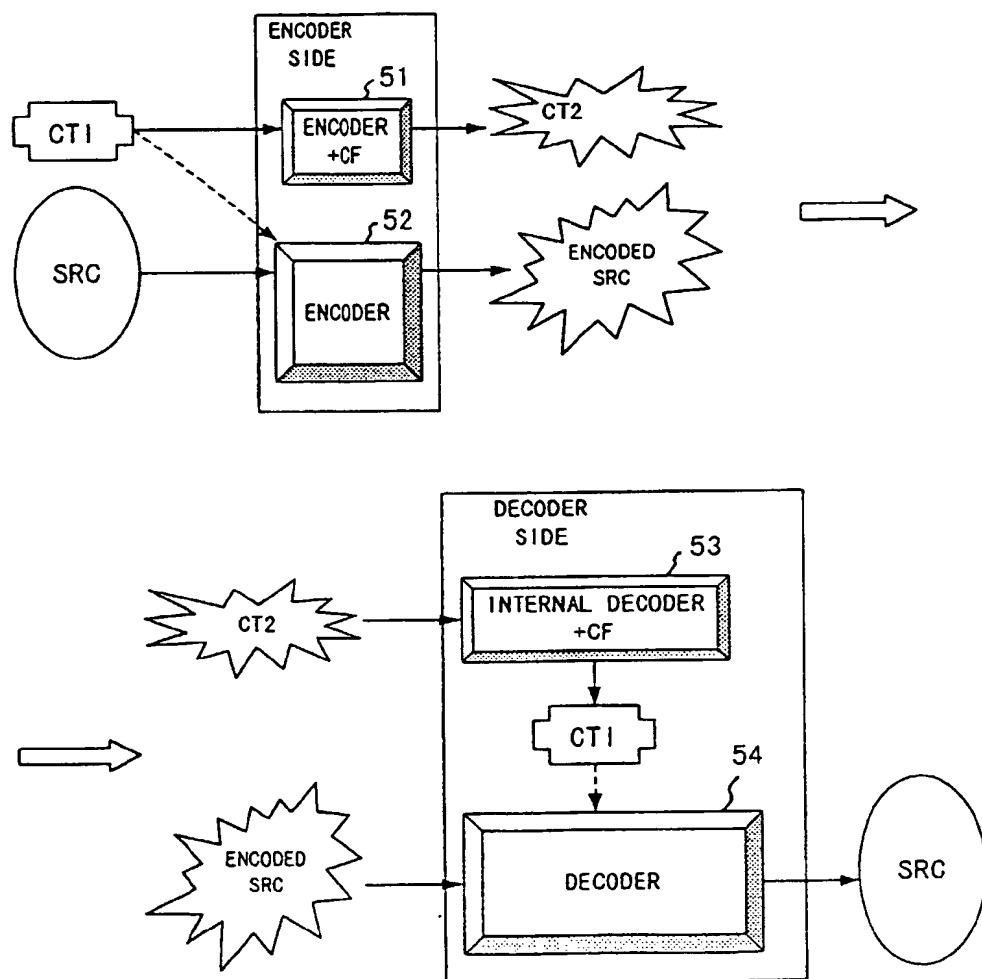 ENCODER
SIDE
51
CT1
ENCODER
+CF
CT2
52
SRC
ENCODER
ENCODED
SRC
DECODER
SIDE
53
CT2
INTERNAL DECODER
+CF
CT1
54
ENCODED
SRC
DECODER
SRC